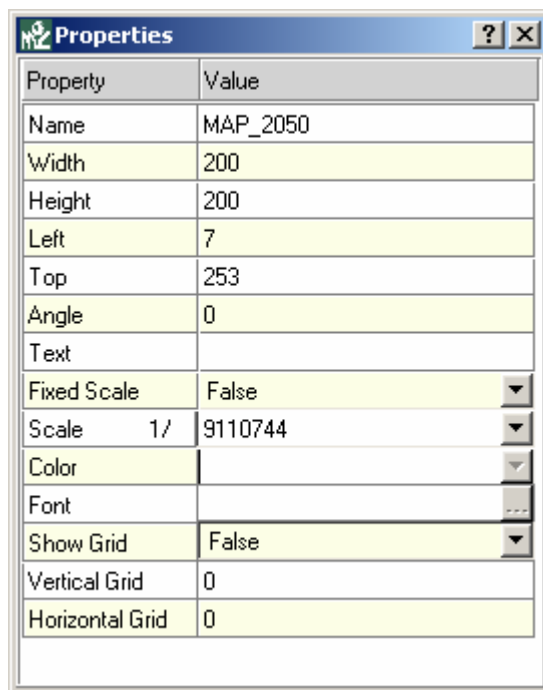 Properties
Property Value
Name MAP_2050
Width 200
Height 200
Left 7
Top 253
Angle 0
Text
Fixed Scale False
Scale 1/ 9110744
Color
Font ...
Show Grid False
Vertical Grid 0
Horizontal Grid 0